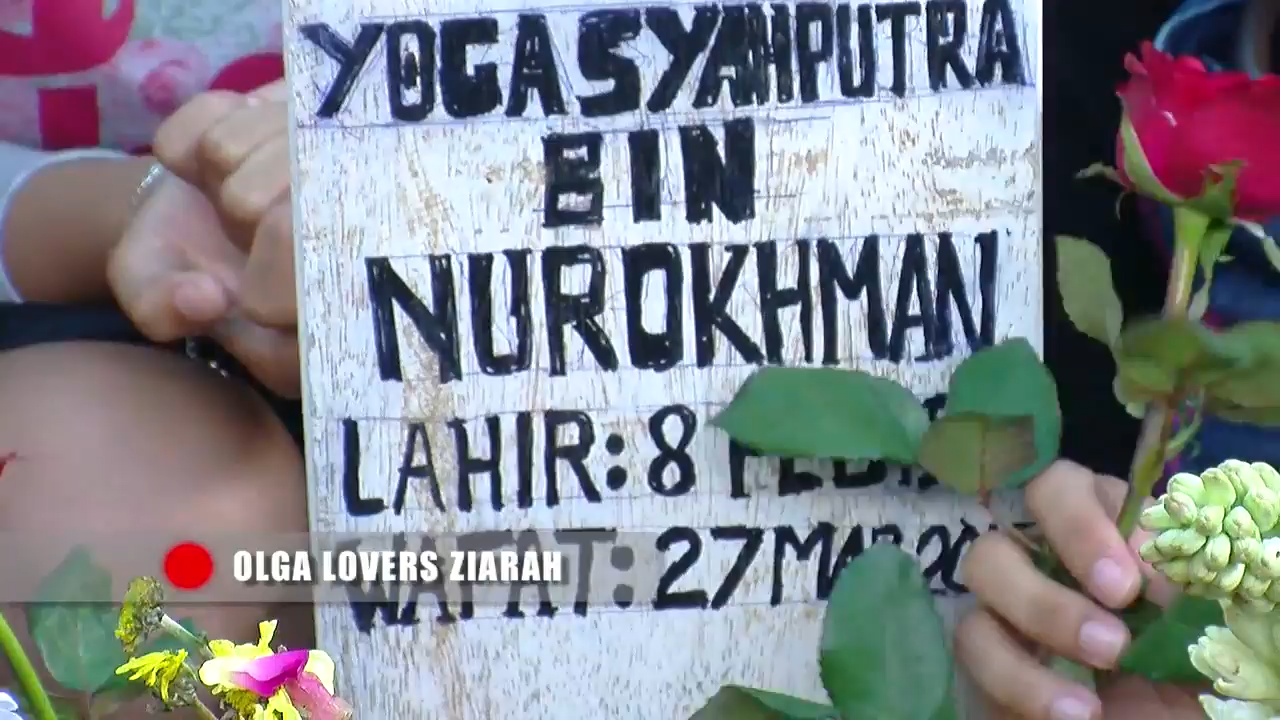 YOGASYAHPUTRA
BIN
NUROKHMAN
LAHIR: 8
WAFAT: 27
OLGA LOVERS ZIARAH